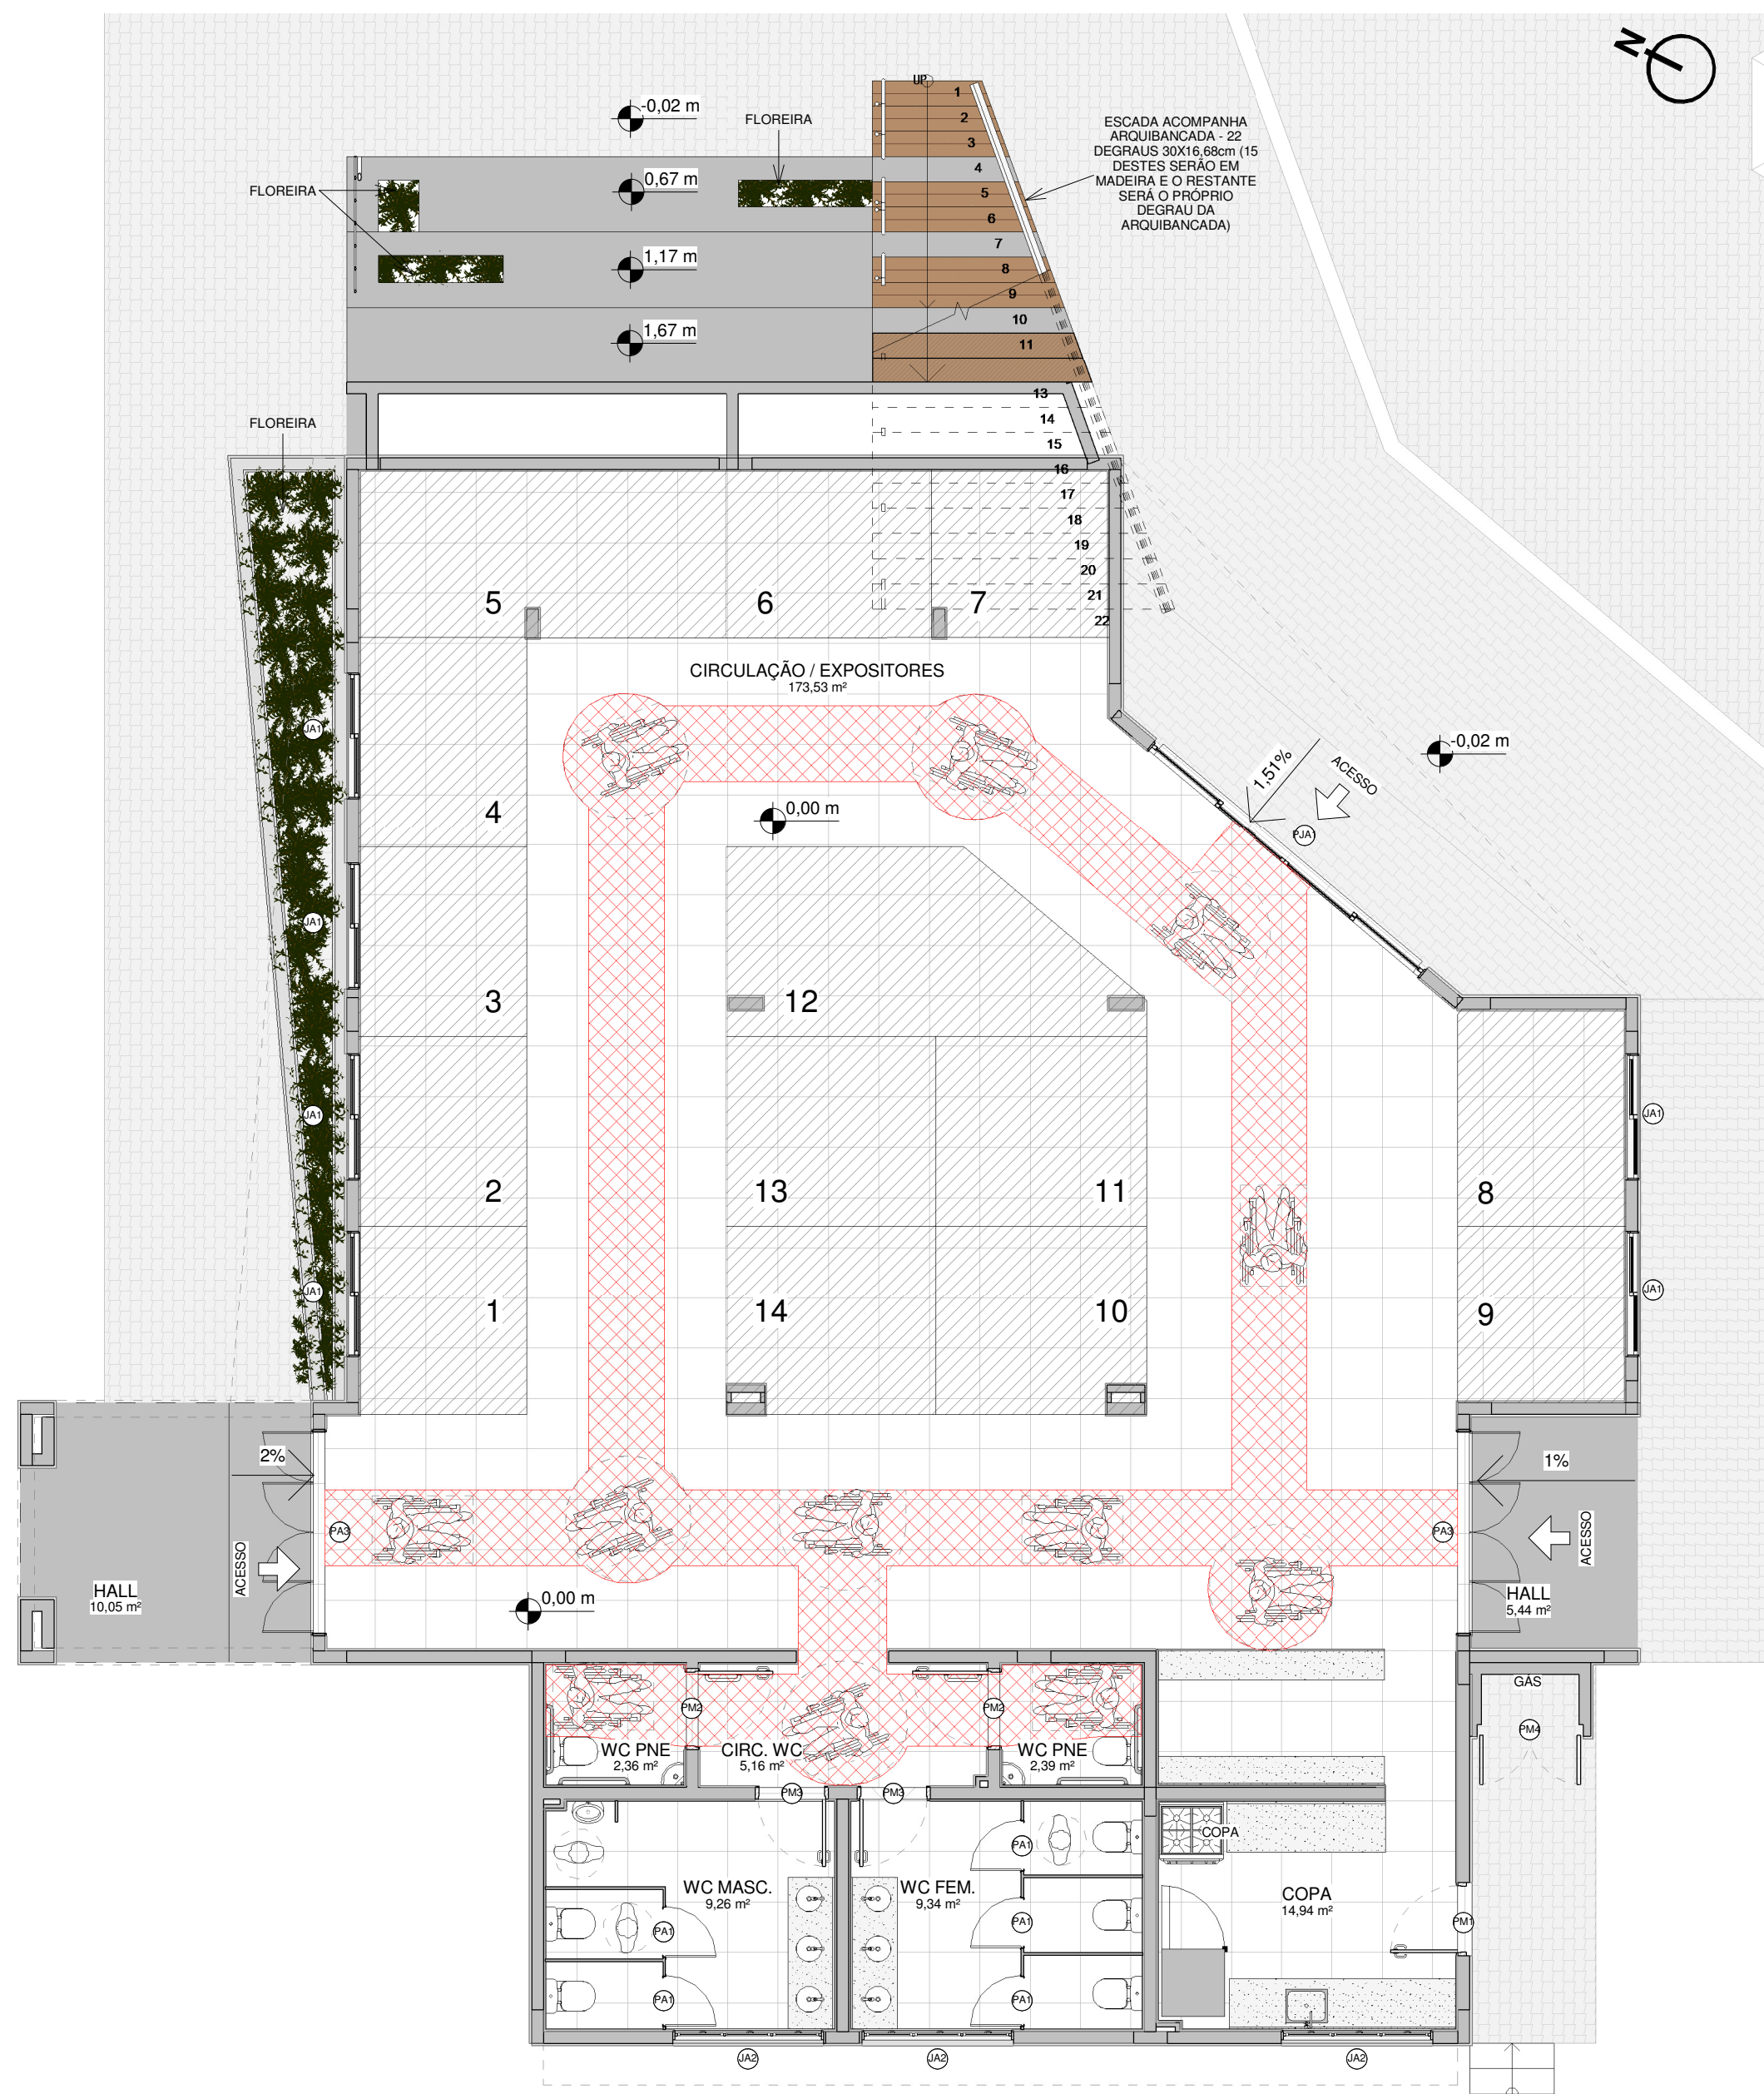 N
UP
-0,02 m
FLOREIRA
1
2
3
4
5
6
7
8
9
10
11
ESCADA ACOMPANHA
ARQUIBANCADA - 22
DEGRAUS 30X16,68cm (15
DESTES SERÃO EM
MADEIRA E O RESTANTE
SERÁ O PRÓPRIO
DEGRAU DA
ARQUIBANCADA)
FLOREIRA
0,67 m
1,17 m
1,67 m
13
14
15
16
17
18
19
20
21
22
FLOREIRA
5
6
7
CIRCULAÇÃO / EXPOSITORES
173,53 m²
JA1
-0,02 m
1,51%
ACESSO
PJA1
4
0,00 m
JA1
3
12
JA1
JA1
2
13
11
8
JA1
JA1
1
14
10
9
2%
1%
PA3
PA3
ACESSO
ACESSO
HALL
10,05 m²
HALL
5,44 m²
0,00 m
GÁS
PM2
PM2
PM4
WC PNE
2,36 m²
CIRC. WC
5,16 m²
WC PNE
2,39 m²
PM3
PM3
COPA
PA1
WC MASC.
9,26 m²
WC FEM.
9,34 m²
COPA
14,94 m²
PA1
PA1
PM1
PA1
PA1
JA2
JA2
JA2